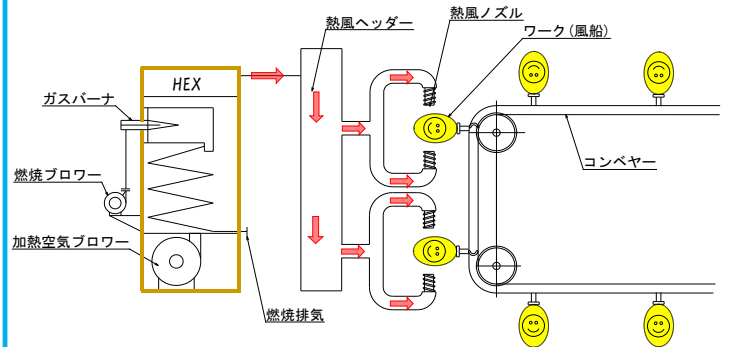 熱風ヘッダー
熱風ノズル
ワーク(風船)
HEX
ガスバーナ
コンベヤー
燃焼ブロワー
加熱空気ブロワー
燃焼排気